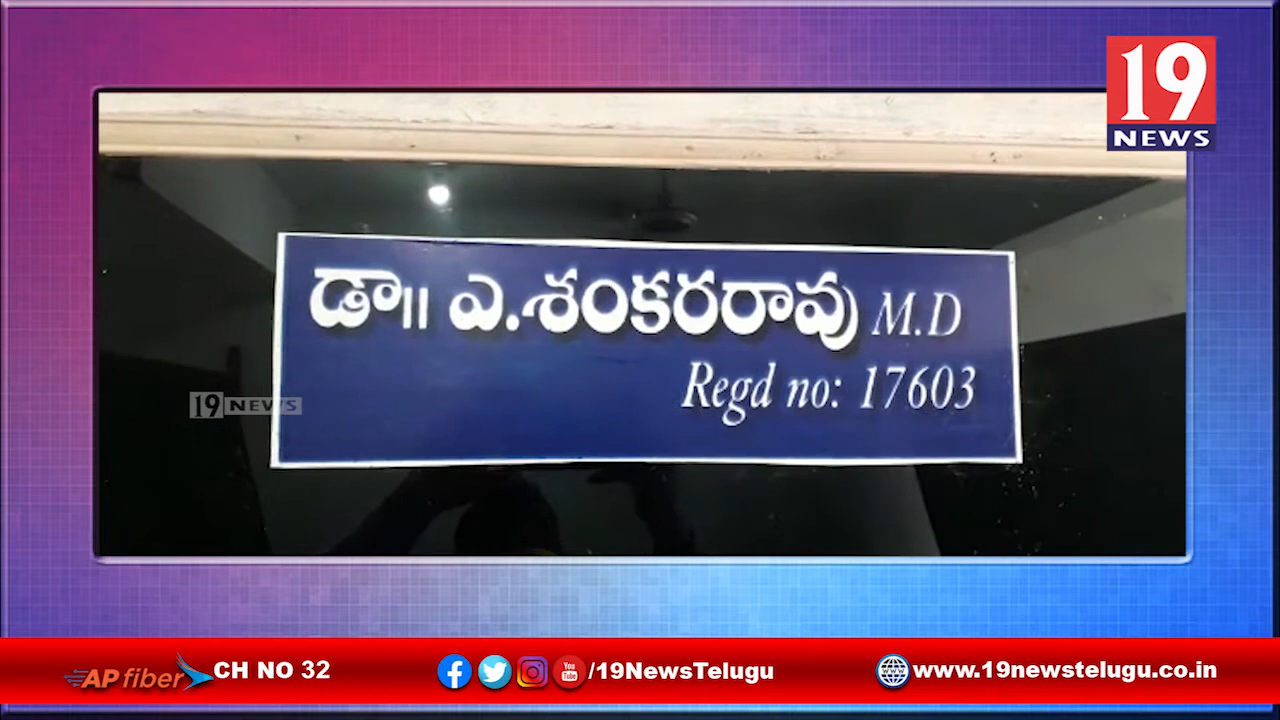 19
NEWS
డా॥ ఎ.శంకరరావు M.D
Regd no: 17603
19 NEWS
AP fiber CH NO 32
/19NewsTelugu
www.19newstelugu.co.in